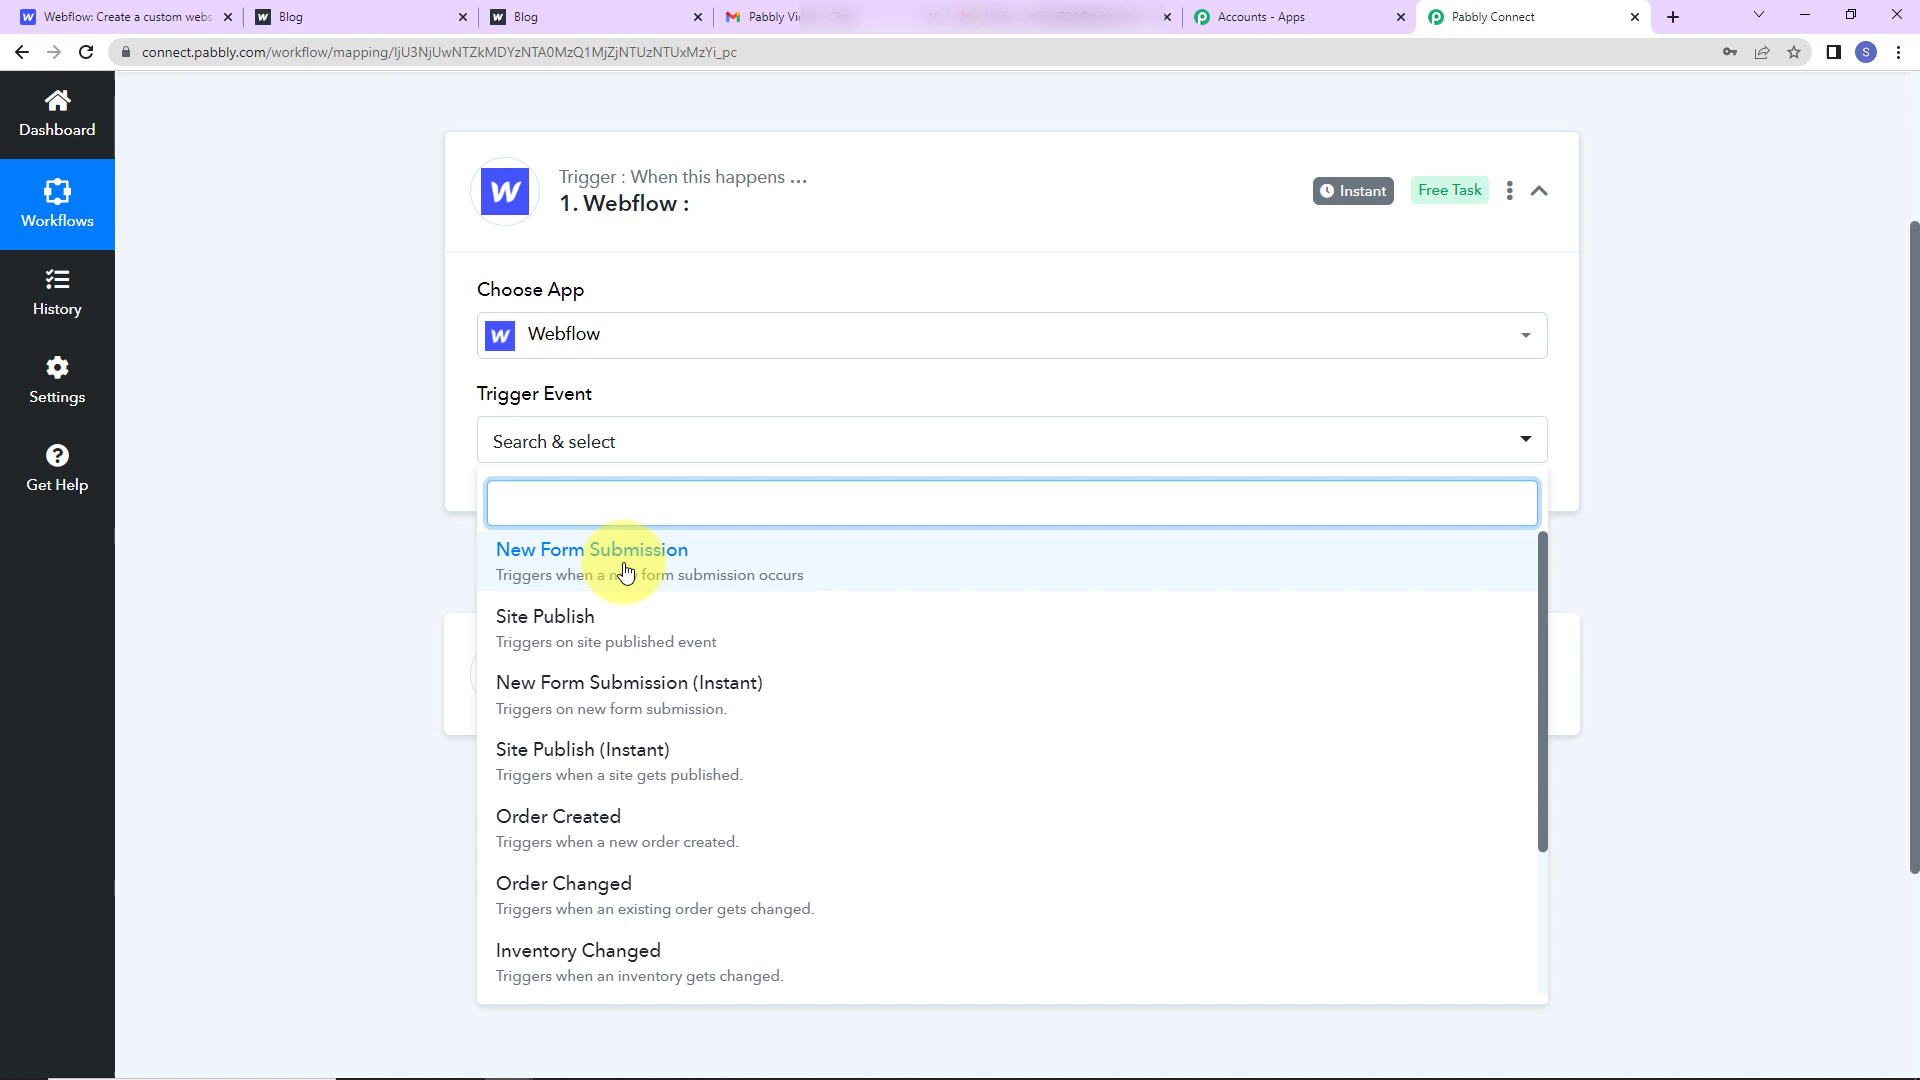 Webflow: Create a custom webs
Blog
Blog
Pabbly Vi
Accounts - Apps
Pabbly Connect
connect.pabbly.com/workflow/mapping/IjU3NjUwNTZkMDYzNTA0MzQ1MjZjNTUzNTUxMzYi_pc
S
Dashboard
Workflows
History
Settings
Get Help
Trigger : When this happens ...
1. Webflow :
Instant
Free Task
Choose App
Webflow
Trigger Event
Search & select
New Form Submission
Triggers when a new form submission occurs
Site Publish
Triggers on site published event
New Form Submission (Instant)
Triggers on new form submission.
Site Publish (Instant)
Triggers when a site gets published.
Order Created
Triggers when a new order created.
Order Changed
Triggers when an existing order gets changed.
Inventory Changed
Triggers when an inventory gets changed.